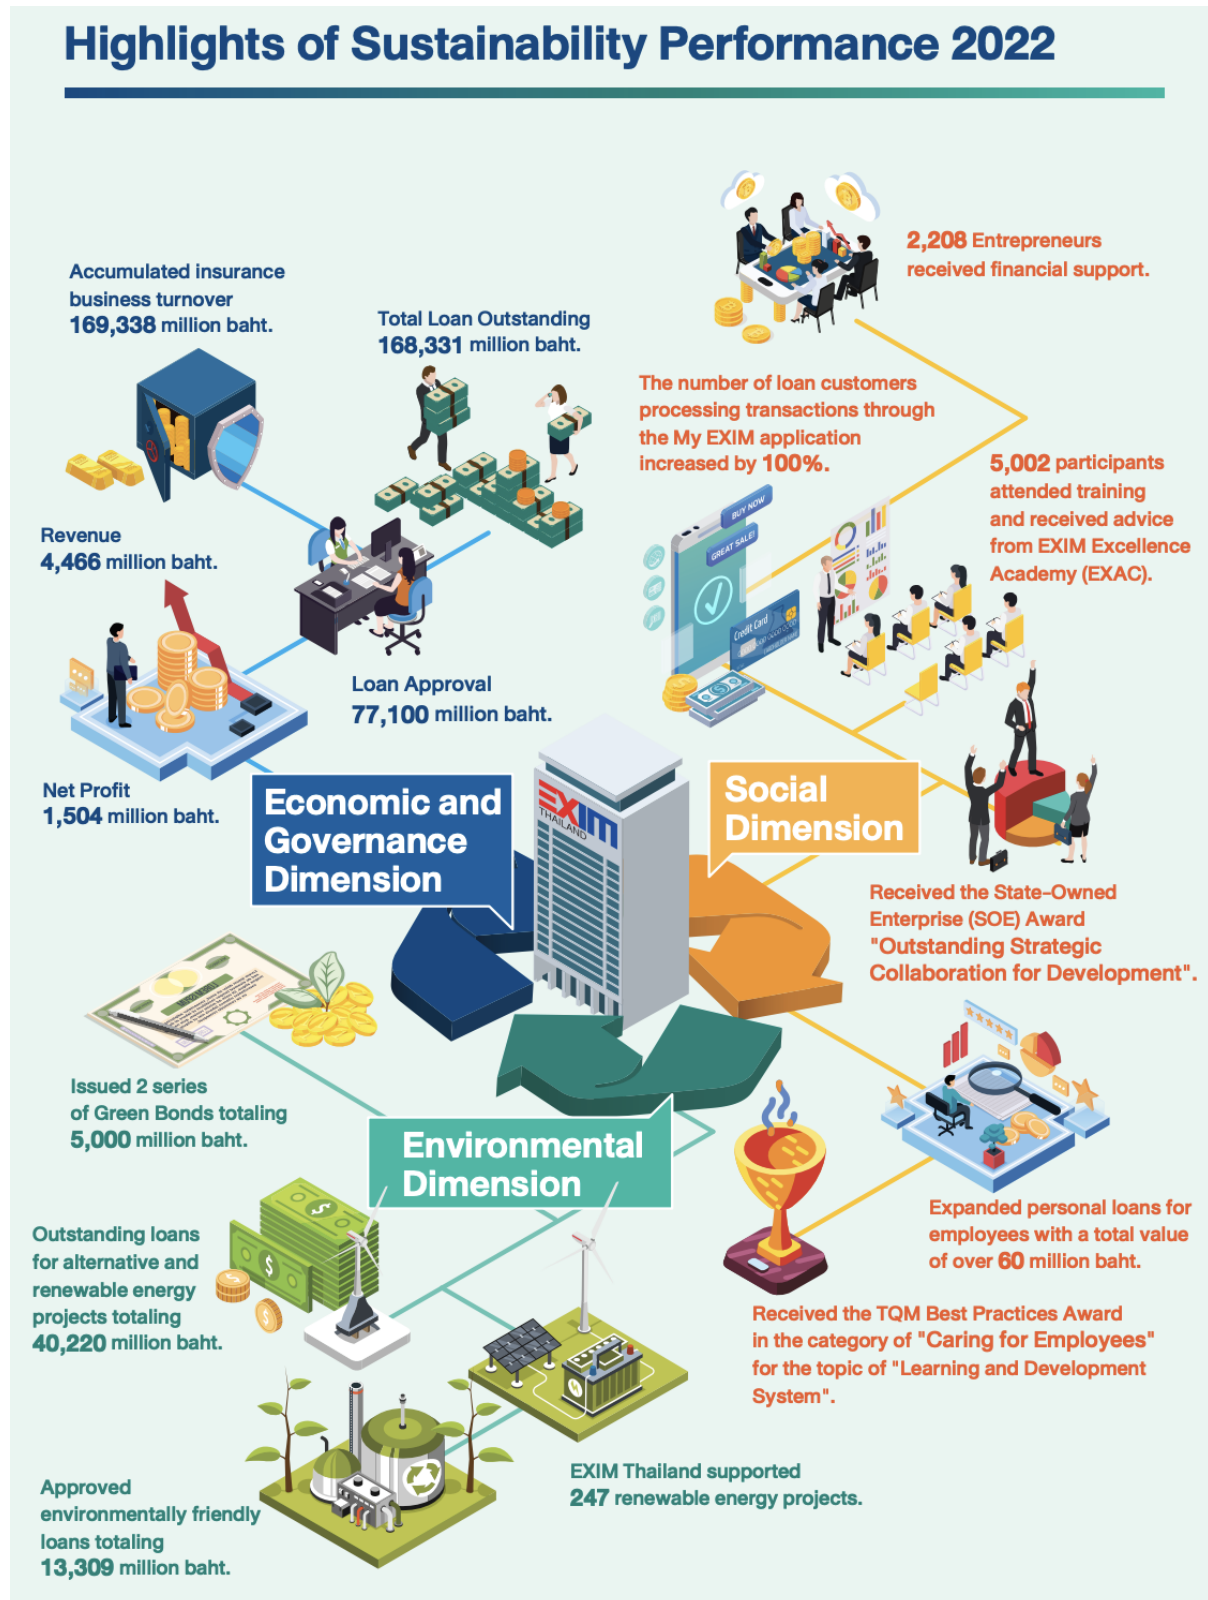 Highlights of Sustainability Performance 2022
Accumulated insurance
business turnover
169,338 million baht.
Total Loan Outstanding
168,331 million baht.
Revenue
4,466 million baht.
Loan Approval
77,100 million baht.
Net Profit
1,504 million baht.
Economic and
Governance
Dimension
EXIM
THAILAND
2,208 Entrepreneurs
received financial support.
The number of loan customers
processing transactions through
the My EXIM application
increased by 100%.
BUY NOW
GREAT SALE!
Credit Card
5,002 participants
attended training
and received advice
from EXIM Excellence
Academy (EXAC).
Social
Dimension
Received the State-Owned
Enterprise (SOE) Award
"Outstanding Strategic
Collaboration for Development".
Expanded personal loans for
employees with a total value
of over 60 million baht.
Received the TQM Best Practices Award
in the category of "Caring for Employees"
for the topic of "Learning and Development
System".
Issued 2 series
of Green Bonds totaling
5,000 million baht.
Environmental
Dimension
Outstanding loans
for alternative and
renewable energy
projects totaling
40,220 million baht.
EXIM Thailand supported
247 renewable energy projects.
Approved
environmentally friendly
loans totaling
13,309 million baht.